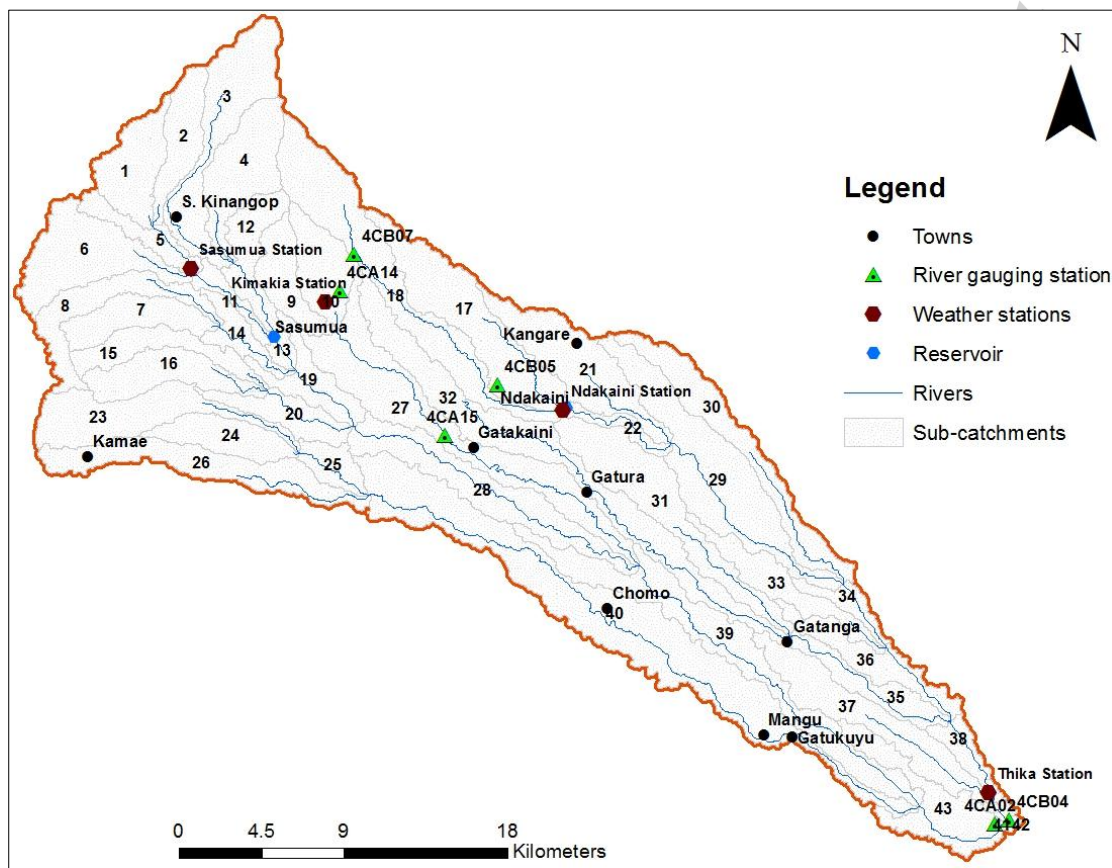 N
3
2
4
1
S. Kinangop
12
5
6
Sasumua Station
4CB07
Kimakia Station
4CA14
18
8
7
11
9
10
17
14
Sasumua
13
Kangare
15
16
19
4CB05
21
Ndakaini Station
Ndakaini
30
23
20
27
32
4CA15
22
Gatakaini
Kamae
24
26
25
28
Gatura
29
31
Chomo
40
33
34
39
Gatanga
36
35
37
Mangu
Gatukuyu
38
Thika Station
43
4CA02
4CB04
41
42
Legend
Towns
River gauging station
Weather stations
Reservoir
Rivers
Sub-catchments
0 4.5 9 18
Kilometers